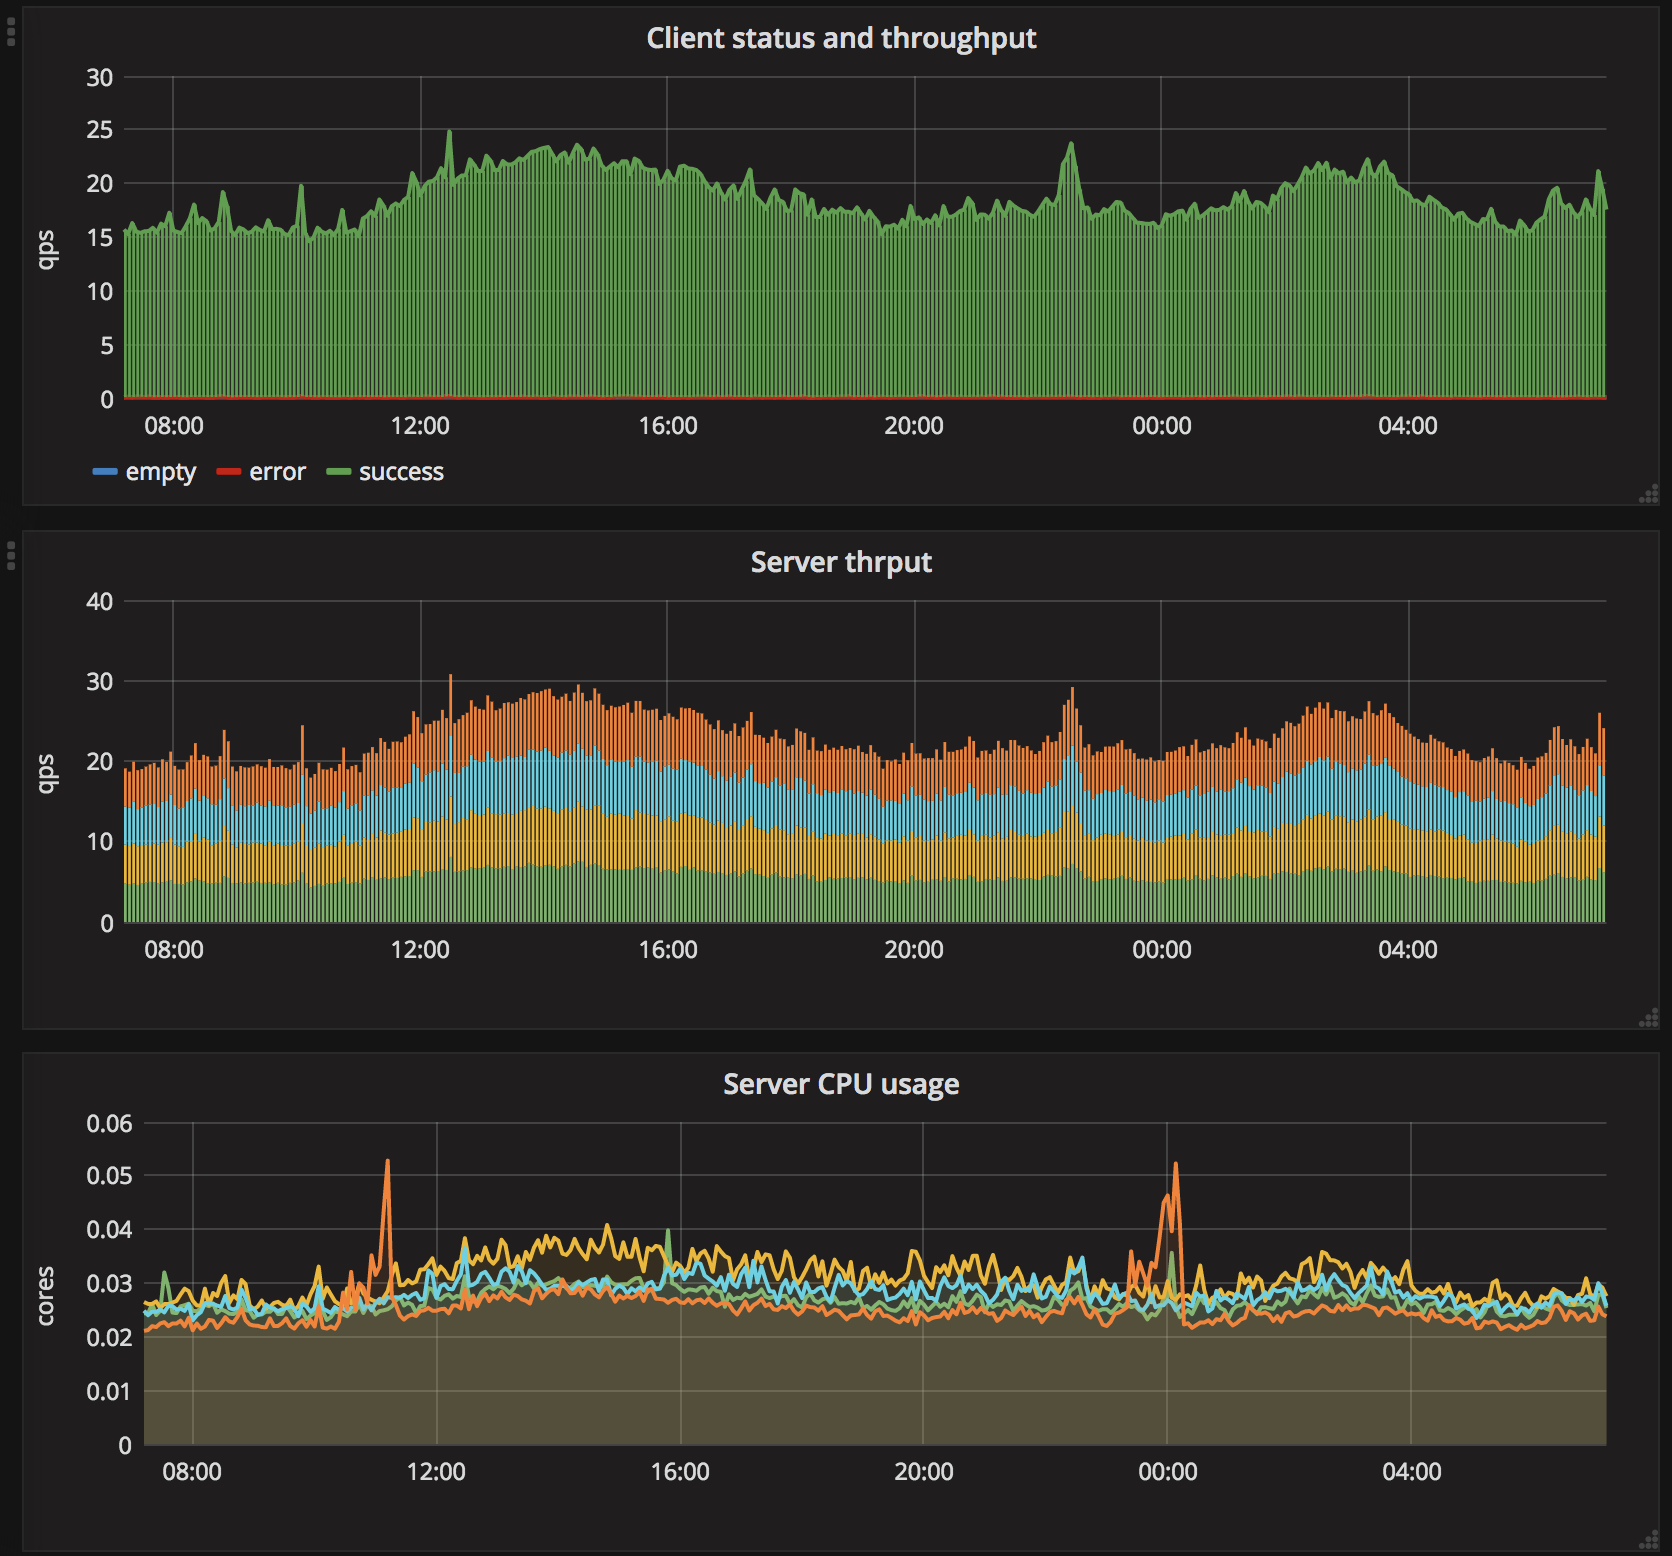 Client status and throughput
30
25
20
15
10
5
0
qps
08:00 12:00 16:00 20:00 00:00 04:00
empty error success
Server thrput
40
30
20
10
0
qps
08:00 12:00 16:00 20:00 00:00 04:00
Server CPU usage
0.06
0.05
0.04
0.03
0.02
0.01
0
cores
08:00 12:00 16:00 20:00 00:00 04:00